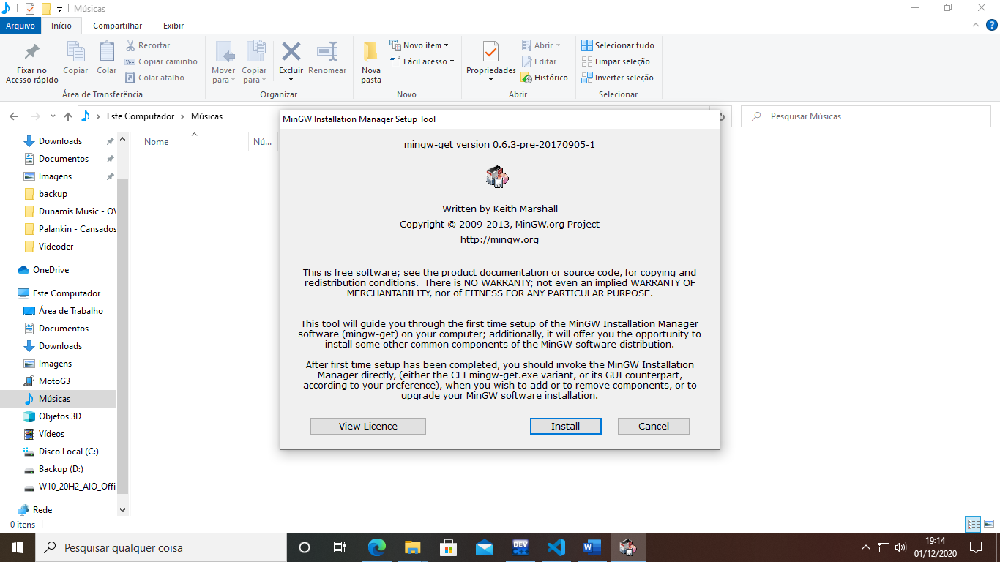 Músicas
Arquivo
Início
Compartilhar
Exibir
Fixar no
Acesso rápido
Copiar
Colar
Recortar
Copiar caminho
Colar atalho
Área de Transferência
Mover
para
Copiar
para
Excluir
Renomear
Organizar
Nova
pasta
Novo item
Fácil acesso
Novo
Propriedades
Abrir
Editar
Histórico
Abrir
Selecionar tudo
Limpar seleção
Inverter seleção
Selecionar
Este Computador
Músicas
Pesquisar Músicas
Nome
Nú...
Downloads
Documentos
Imagens
backup
Dunamis Music - OV
Palankin - Cansados
Videoder
OneDrive
Este Computador
Área de Trabalho
Documentos
Downloads
Imagens
MotoG3
Músicas
Objetos 3D
Vídeos
Disco Local (C:)
Backup (D:)
W10_20H2_AIO_Offi
Rede
0 itens
MinGW Installation Manager Setup Tool
mingw-get version 0.6.3-pre-20170905-1
Written by Keith Marshall
Copyright © 2009-2013, MinGW.org Project
http://mingw.org
This is free software; see the product documentation or source code, for copying and
redistribution conditions. There is NO WARRANTY; not even an implied WARRANTY OF
MERCHANTABILITY, nor of FITNESS FOR ANY PARTICULAR PURPOSE.
This tool will guide you through the first time setup of the MinGW Installation Manager
software (mingw-get) on your computer; additionally, it will offer you the opportunity to
install some other common components of the MinGW software distribution.
After first time setup has been completed, you should invoke the MinGW Installation
Manager directly, (either the CLI mingw-get.exe variant, or its GUI counterpart,
according to your preference), when you wish to add or to remove components, or to
upgrade your MinGW software installation.
View Licence
Install
Cancel
Pesquisar qualquer coisa
DEV
C++
W
19:14
01/12/2020